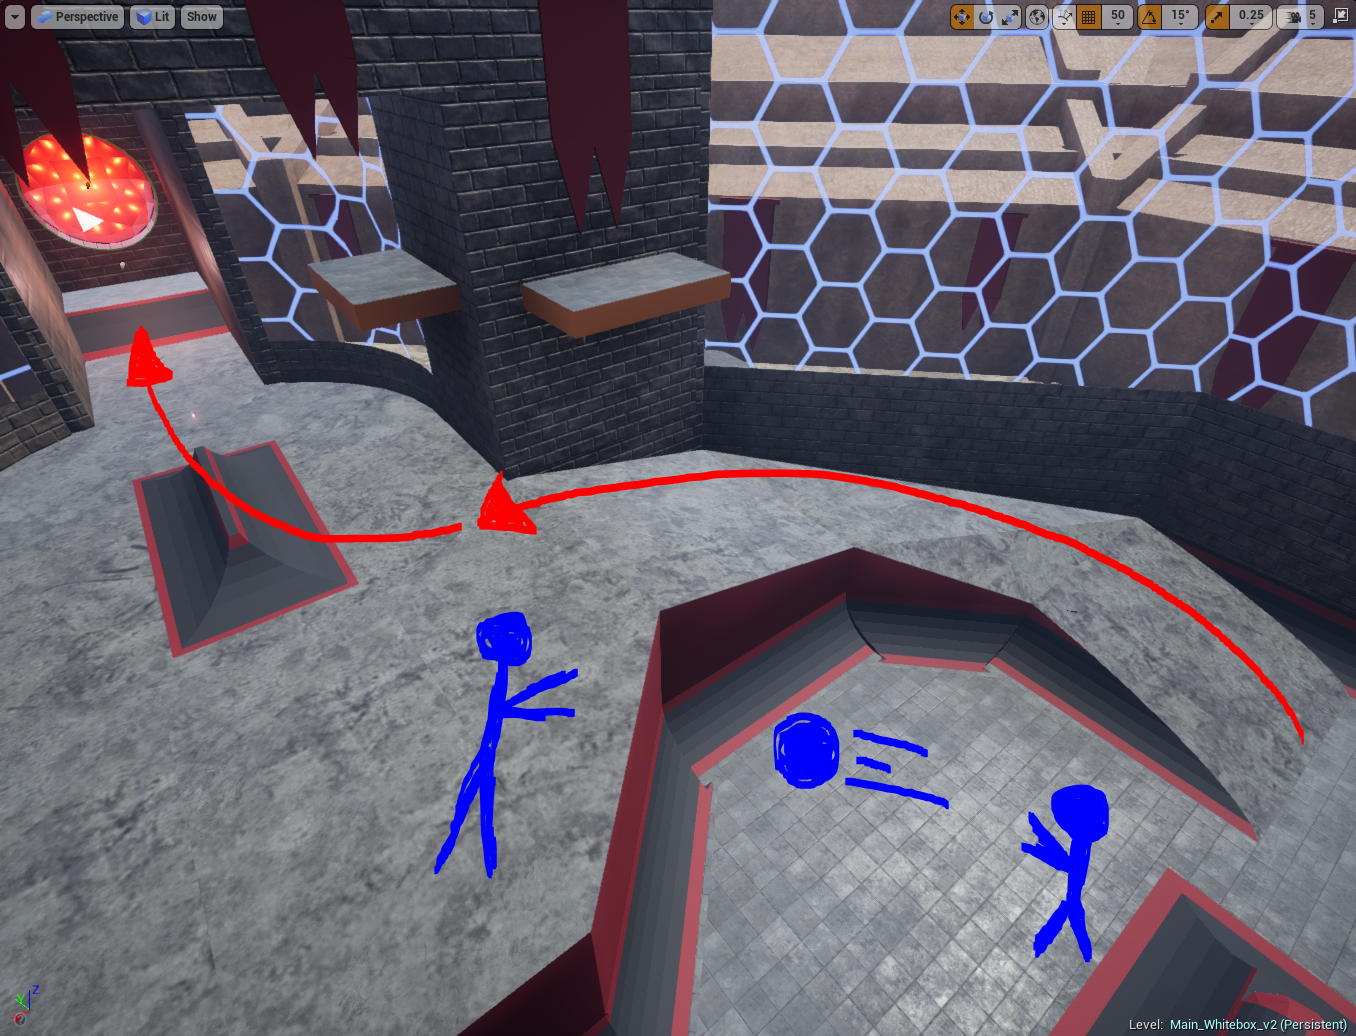 Perspective Lit Show 50 15° 0.25 5
Z
Y
Level: Main_Whitebox_v2 (Persistent)